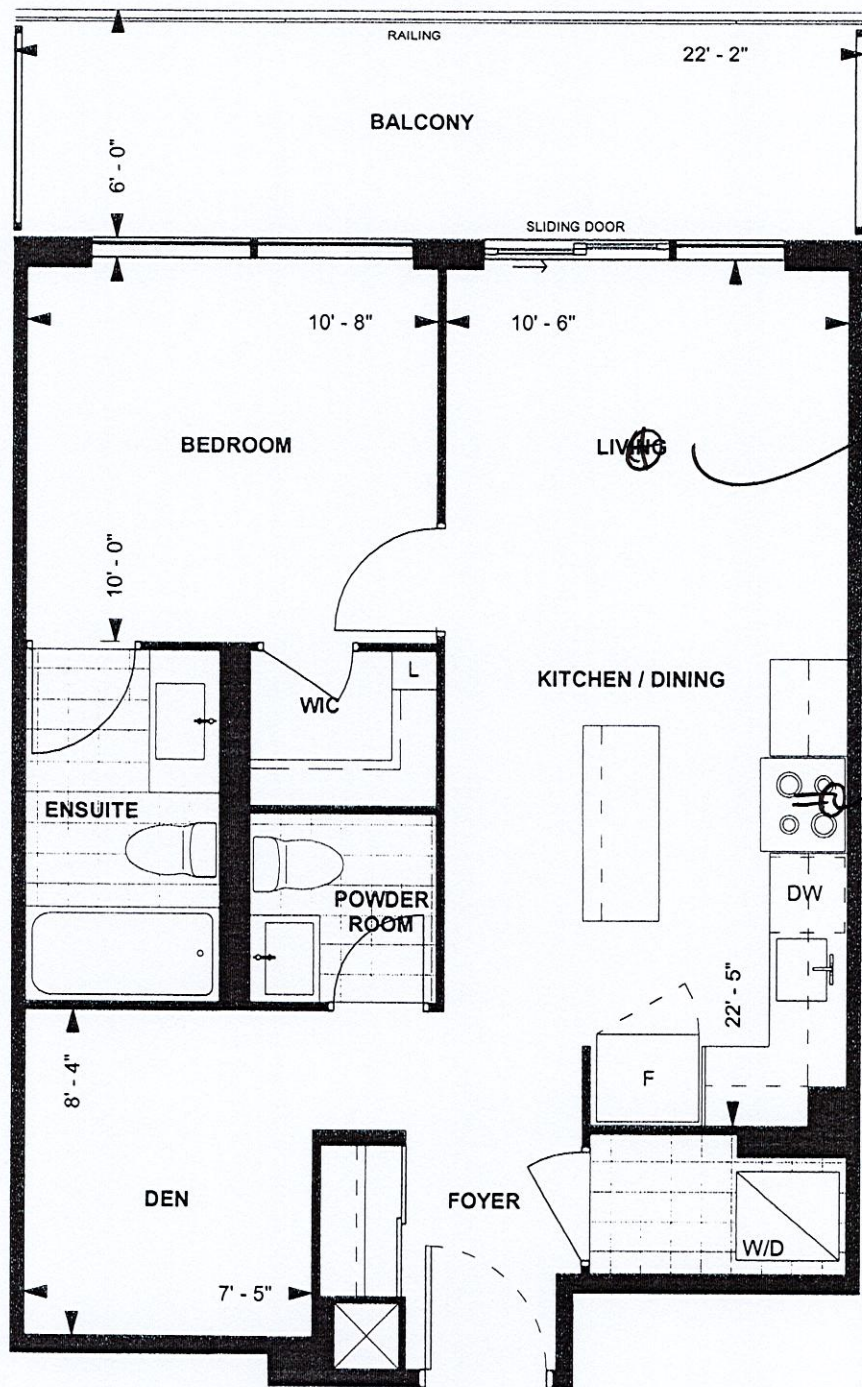 RAILING
22' - 2"
BALCONY
6' - 0"
SLIDING DOOR
10' - 8"
10' - 6"
BEDROOM
LIVING
10' - 0"
L
KITCHEN / DINING
WIC
ENSUITE
POWDER
ROOM
DW
22' - 5"
8' - 4"
F
DEN
FOYER
W/D
7' - 5"